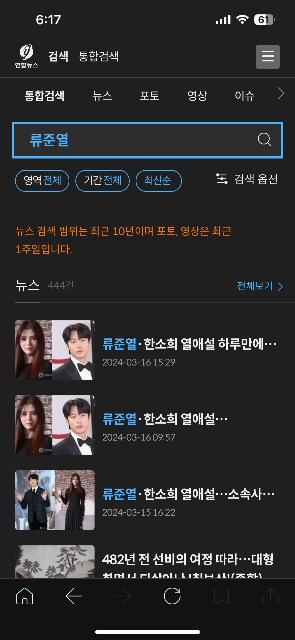 6:17
61
연합뉴스
검색 통합검색
통합검색 뉴스 포토 영상 이슈
류준열
영역전체 기간전체 최신순 검색 옵션
뉴스 검색 범위는 최근 10년이며 포토, 영상은 최근
1주일입니다.
뉴스 444건 전체보기
류준열·한소희 열애설 하루만에…
2024-03-16 15:29
류준열·한소희 열애설…
2024-03-16 09:57
류준열·한소희 열애설…소속사…
2024-03-15 16:22
482년 전 선비의 여정 따라…대형